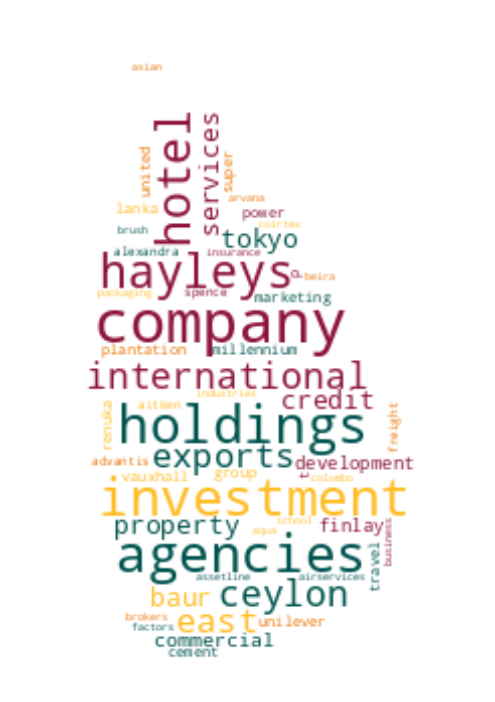 asian
hotel
services
united
super
arvana
lanka
power
coirtex
brush
tokyo
alexandra
insurance
hayleys
p
beira
packaging
spence
marketing
company
plantation
millennium
international
industries
credit
renuka
aitken
holdings
freight
exports
advantis
development
group
vauxhall
l
colombo
investment
property
school
finlay
aqua
business
agencies
travel
assetline
airservices
baur
ceylon
brokers
east
unilever
factors
commercial
cement